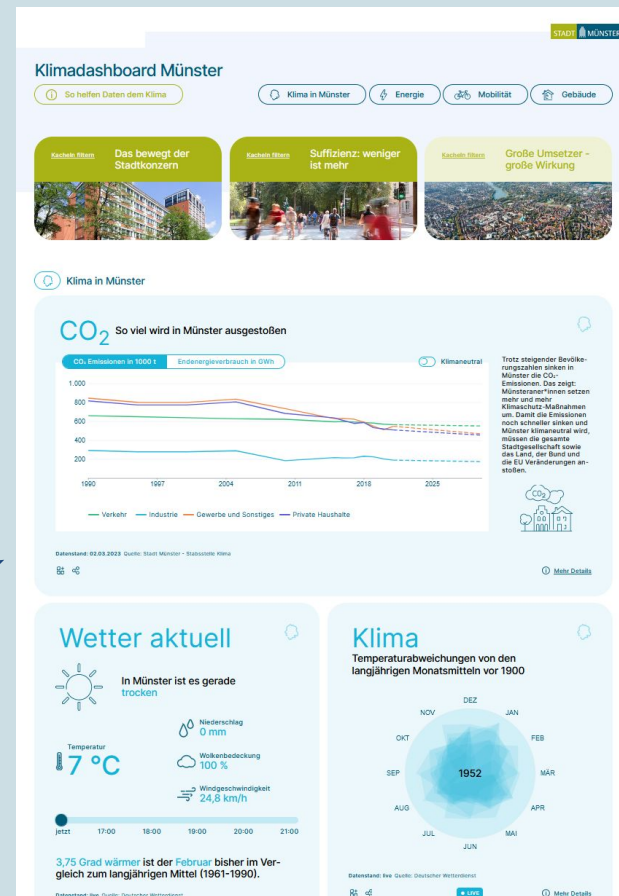 STADT MÜNSTER
Klimadashboard Münster
So helfen Daten dem Klima
Klima in Münster
Energie
Mobilität
Gebäude
Kacheln filtern
Das bewegt der
Stadtkonzern
Kacheln filtern
Suffizienz: weniger
ist mehr
Kacheln filtern
Große Umsetzer -
große Wirkung
Klima in Münster
CO₂ So viel wird in Münster ausgestoßen
CO₂ Emissionen in 1000 t
Endenergieverbrauch in GWh
Klimaneutral
1.000
800
600
400
200
1990 1997 2004 2011 2018 2025
Verkehr Industrie Gewerbe und Sonstiges Private Haushalte
Trotz steigender Bevölke-
rungszahlen sinken in
Münster die CO₂-
Emissionen. Das zeigt:
Münsteraner*innen setzen
mehr und mehr
Klimaschutz-Maßnahmen
um. Damit die Emissionen
noch schneller sinken und
Münster klimaneutral wird,
müssen die gesamte
Stadtgesellschaft sowie
das Land, der Bund und
die EU Veränderungen an-
stoßen.
CO₂
Datenstand: 02.03.2023 Quelle: Stadt Münster - Stabsstelle Klima
Mehr Details
Wetter aktuell
In Münster ist es gerade
trocken
Niederschlag
0 mm
Temperatur
7 °C
Wolkenbedeckung
100 %
Windgeschwindigkeit
24,8 km/h
jetzt 17:00 18:00 19:00 20:00 21:00
3,75 Grad wärmer ist der Februar bisher im Ver-
gleich zum langjährigen Mittel (1961-1990).
Datenstand: live Quelle: Deutscher Wetterdienst
Klima
Temperaturabweichungen von den
langjährigen Monatsmitteln vor 1900
DEZ
NOV JAN
OKT FEB
SEP 1952 MÄR
AUG APR
JUL MAI
JUN
Datenstand: live Quelle: Deutscher Wetterdienst
LIVE
Mehr Details